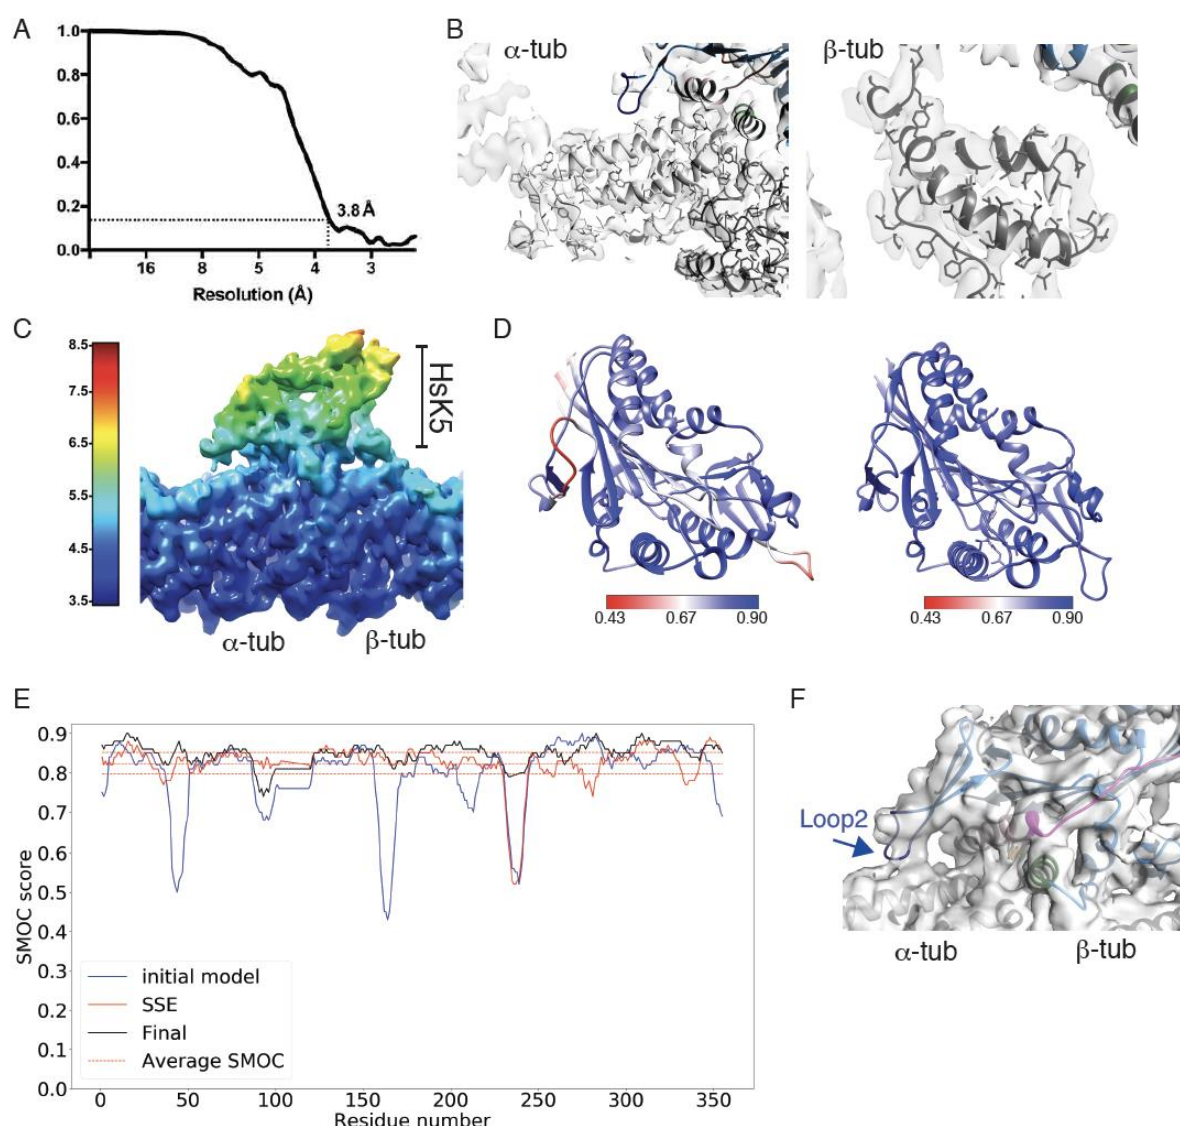 A
1.0
0.8
0.6
0.4
0.2
0.0
3.8 Å
16 8 5 4 3
Resolution (Å)
B
α-tub
β-tub
C
8.5
7.5
6.5
5.5
4.5
3.5
HsK5
α-tub
β-tub
D
0.43 0.67 0.90
0.43 0.67 0.90
E
0.9
0.8
0.7
0.6
0.5
0.4
0.3
0.2
0.1
0.0
SMOC score
initial model
SSE
Final
Average SMOC
0 50 100 150 200 250 300 350
Residue number
F
Loop2
α-tub
β-tub